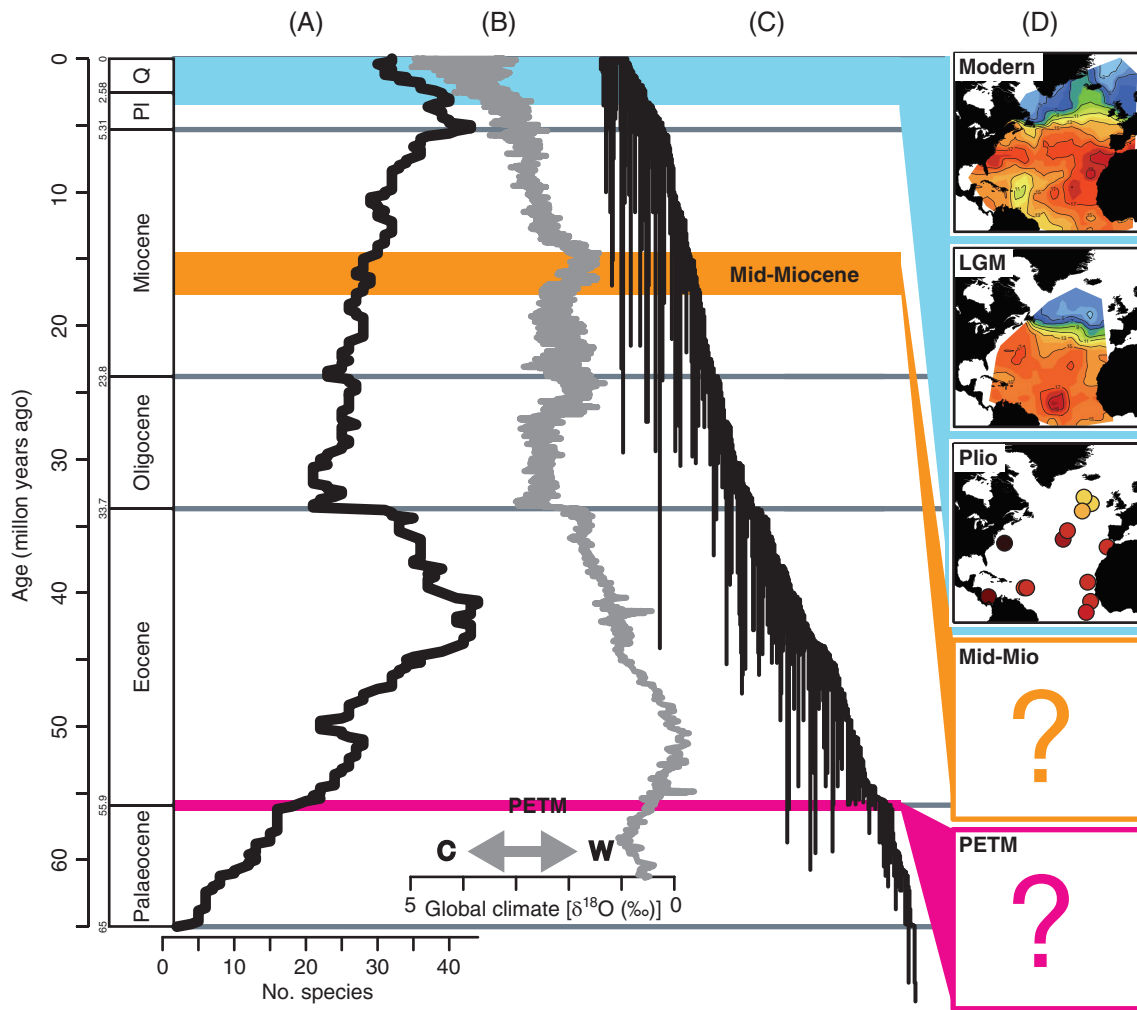 (A)
(B)
(C)
(D)
Age (millon years ago)
0
10
20
30
40
50
60
0
2.58
5.31
23.8
33.7
55.9
65
Q
Pl
Miocene
Oligocene
Eocene
Palaeocene
Mid-Miocene
PETM
C
W
5
0
Global climate [δ¹⁸O (‰)]
0
10
20
30
40
No. species
Modern
LGM
Plio
Mid-Mio
?
PETM
?